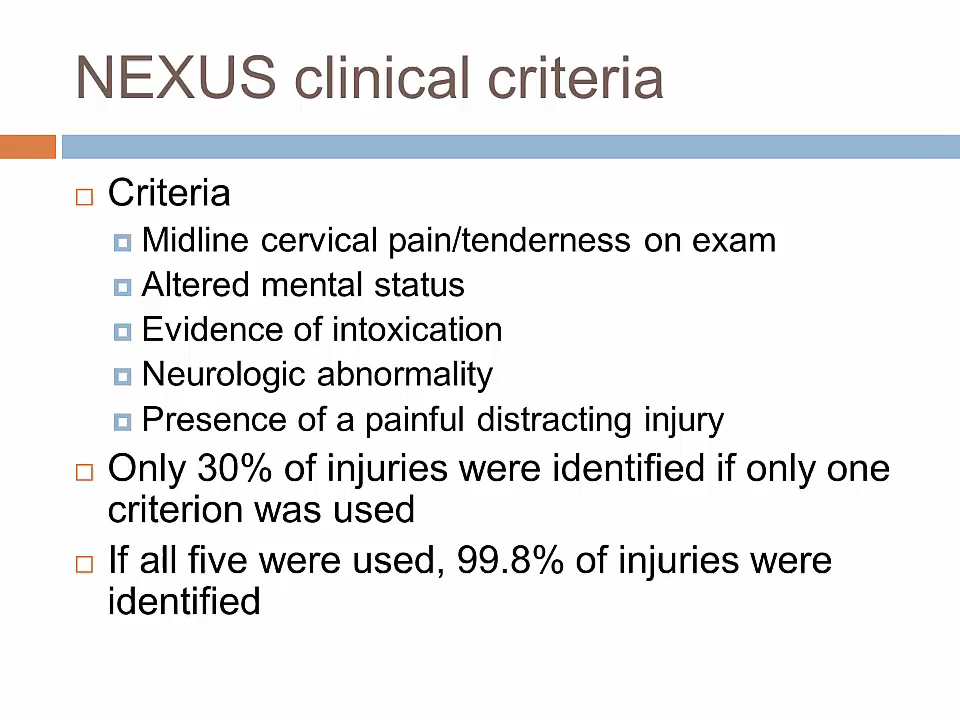 NEXUS clinical criteria
Criteria
Midline cervical pain/tenderness on exam
Altered mental status
Evidence of intoxication
Neurologic abnormality
Presence of a painful distracting injury
Only 30% of injuries were identified if only one
criterion was used
If all five were used, 99.8% of injuries were
identified